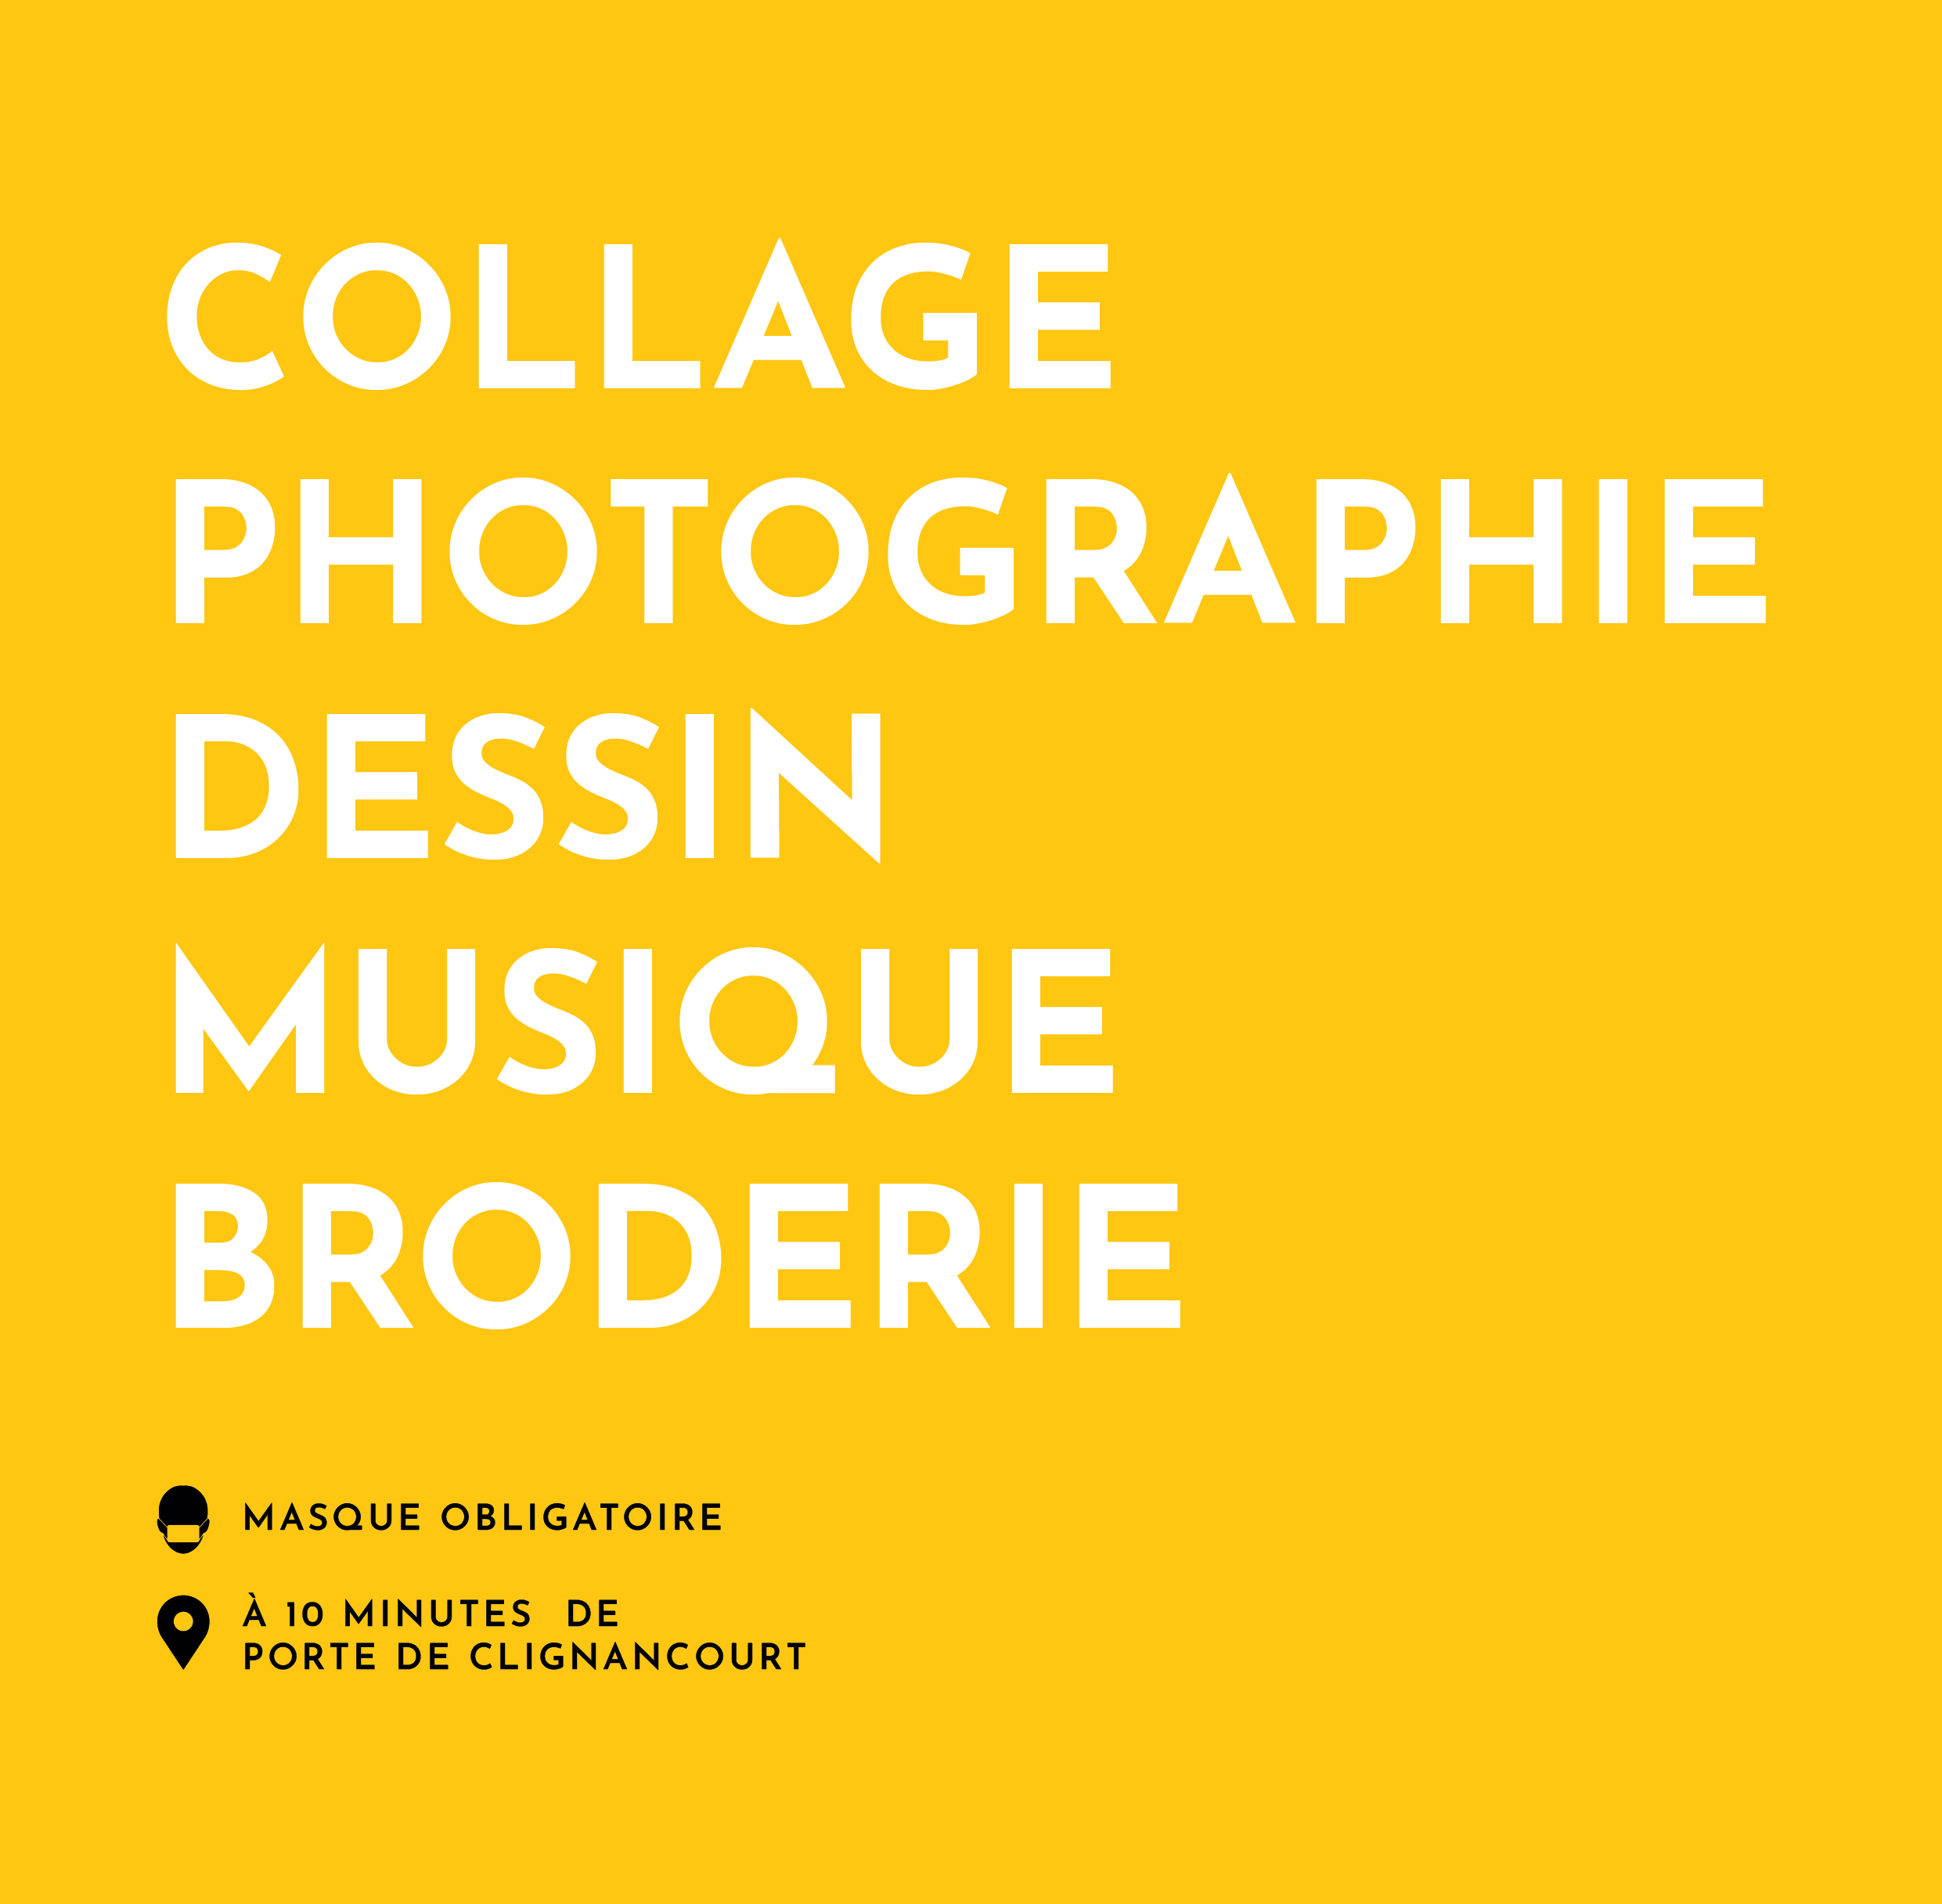 COLLAGE
PHOTOGRAPHIE
DESSIN
MUSIQUE
BRODERIE
MASQUE OBLIGATOIRE
À 10 MINUTES DE
PORTE DE CLIGNANCOURT